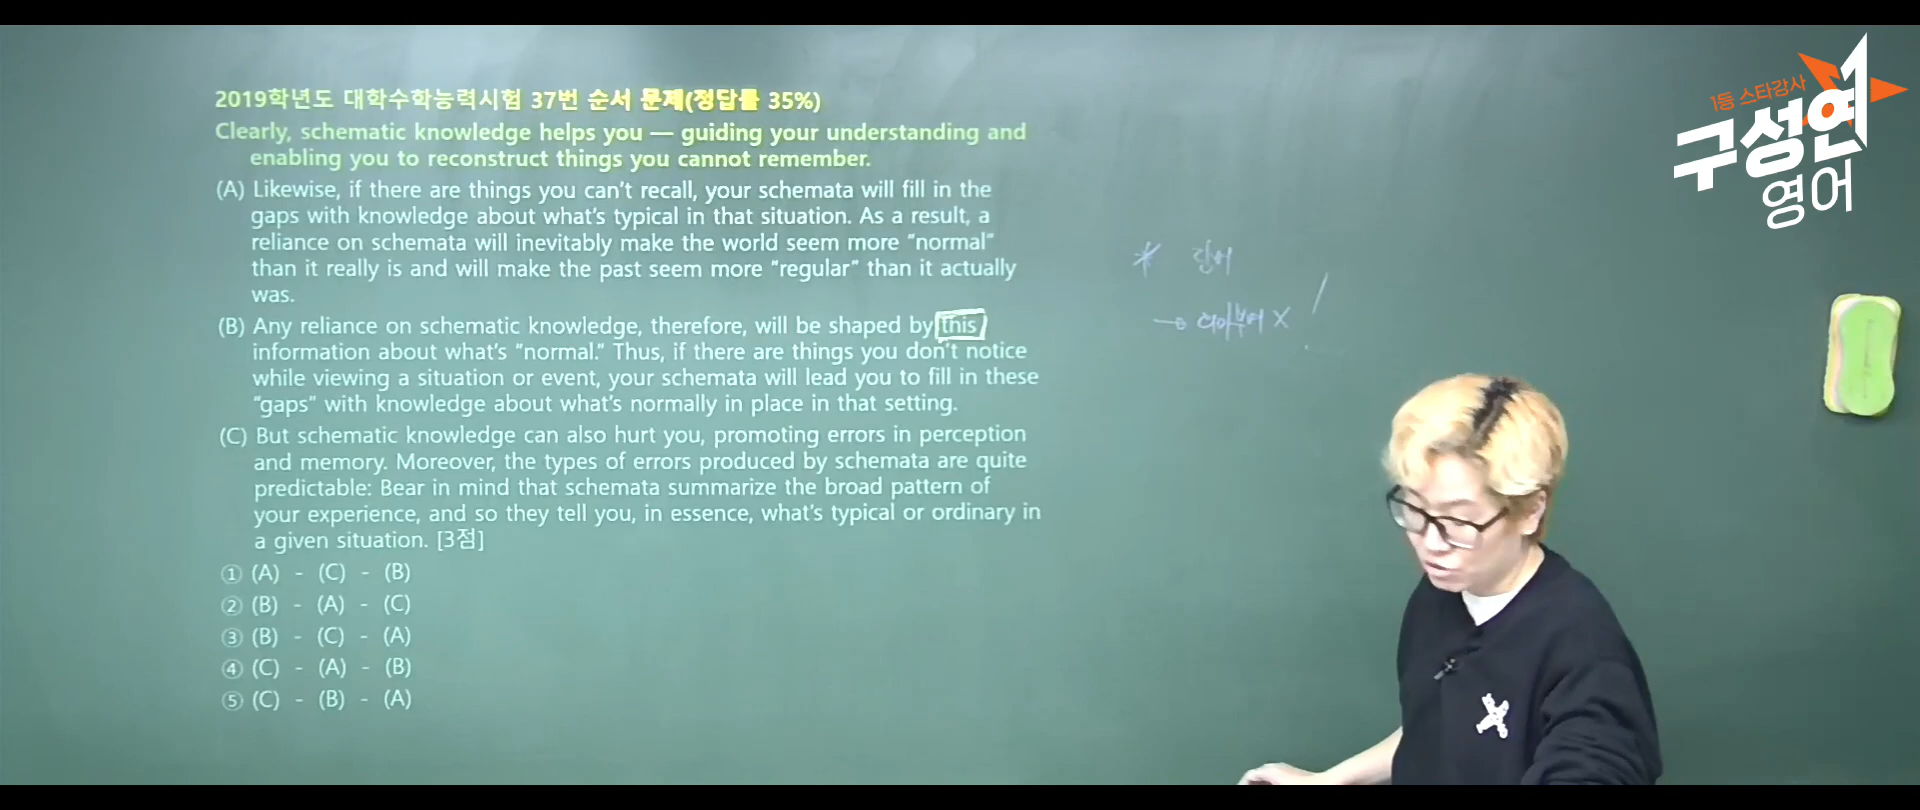 2019학년도 대학수학능력시험 37번 순서 문제(정답률 35%)
Clearly, schematic knowledge helps you — guiding your understanding and
enabling you to reconstruct things you cannot remember.
(A) Likewise, if there are things you can't recall, your schemata will fill in the
gaps with knowledge about what's typical in that situation. As a result, a
reliance on schemata will inevitably make the world seem more "normal"
than it really is and will make the past seem more "regular" than it actually
was.
(B) Any reliance on schematic knowledge, therefore, will be shaped by this
information about what's "normal." Thus, if there are things you don't notice
while viewing a situation or event, your schemata will lead you to fill in these
"gaps" with knowledge about what's normally in place in that setting.
(C) But schematic knowledge can also hurt you, promoting errors in perception
and memory. Moreover, the types of errors produced by schemata are quite
predictable: Bear in mind that schemata summarize the broad pattern of
your experience, and so they tell you, in essence, what's typical or ordinary in
a given situation. [3점]
① (A) - (C) - (B)
② (B) - (A) - (C)
③ (B) - (C) - (A)
④ (C) - (A) - (B)
⑤ (C) - (B) - (A)
1등 스타강사
구성연
영어